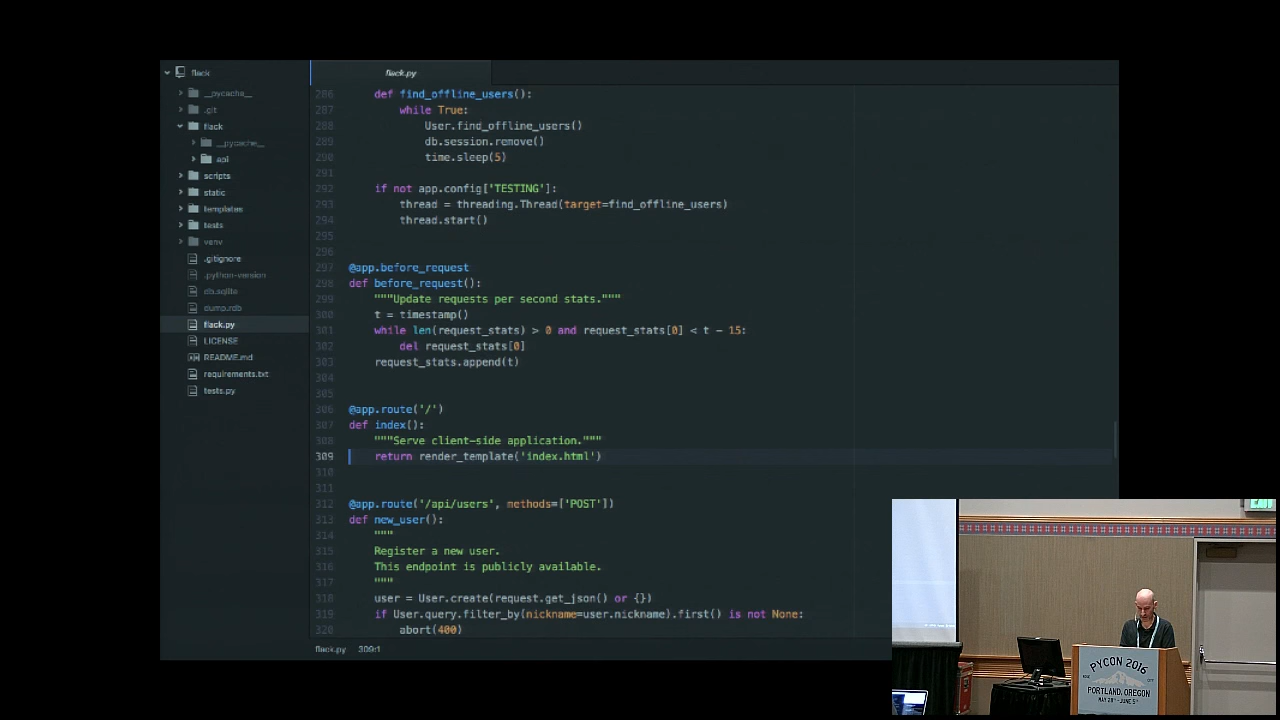 flack
__pycache__
.git
flack
__pycache__
api
scripts
static
templates
tests
venv
.gitignore
.python-version
db.sqlite
dump.rdb
flack.py
LICENSE
README.md
requirements.txt
tests.py
flack.py
286 def find_offline_users():
287 while True:
288 User.find_offline_users()
289 db.session.remove()
290 time.sleep(5)
291
292 if not app.config['TESTING']:
293 thread = threading.Thread(target=find_offline_users)
294 thread.start()
295
296
297 @app.before_request
298 def before_request():
299 """Update requests per second stats."""
300 t = timestamp()
301 while len(request_stats) > 0 and request_stats[0] < t - 15:
302 del request_stats[0]
303 request_stats.append(t)
304
305
306 @app.route('/')
307 def index():
308 """Serve client-side application."""
309 return render_template('index.html')
310
311
312 @app.route('/api/users', methods=['POST'])
313 def new_user():
314 """
315 Register a new user.
316 This endpoint is publicly available.
317 """
318 user = User.create(request.get_json() or {})
319 if User.query.filter_by(nickname=user.nickname).first() is not None:
320 abort(400)
flack.py 309:1
PYCON 2016
PORTLAND, OREGON
MAY 28TH - JUNE 5TH